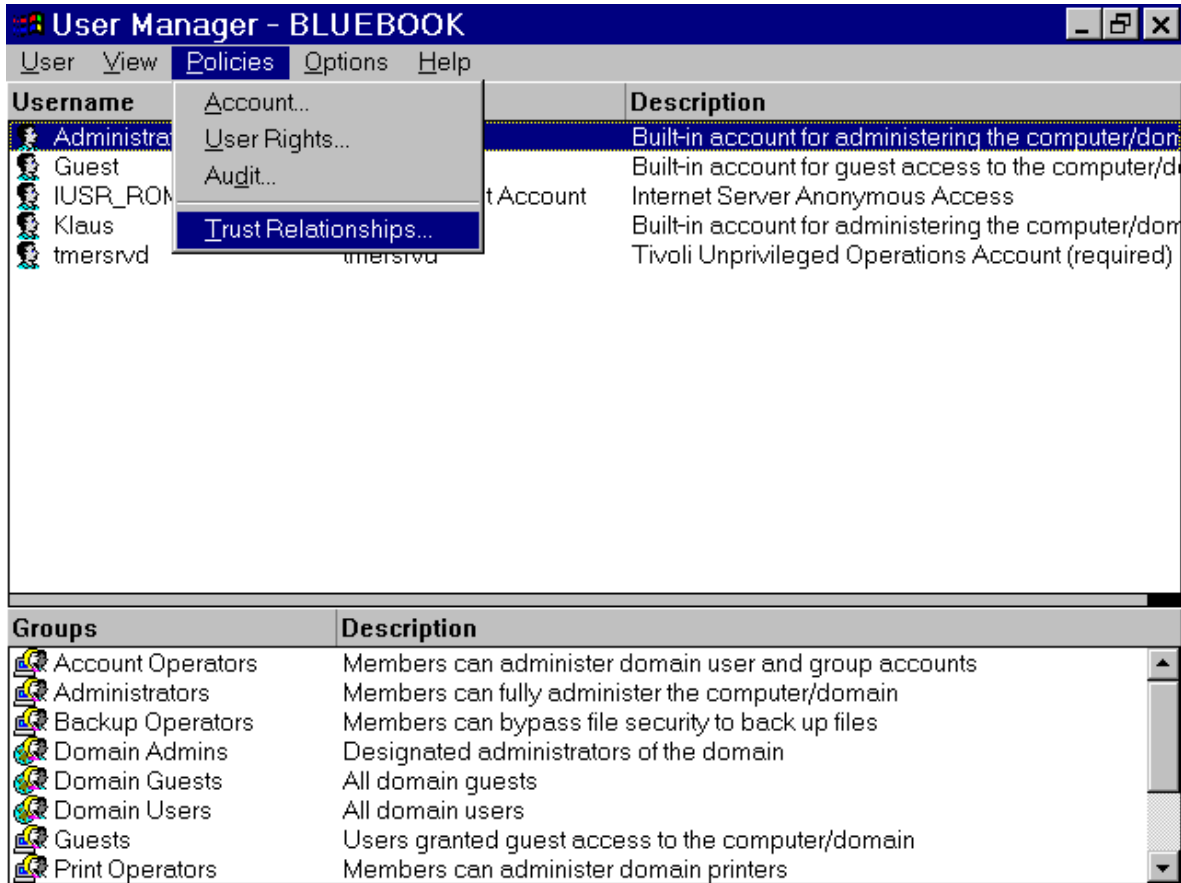 User Manager - BLUEBOOK
User View Policies Options Help
Username Description
Account...
User Rights...
Audit...
Trust Relationships...
Administrat Built-in account for administering the computer/dom
Guest Built-in account for guest access to the computer/d
IUSR_ROM t Account Internet Server Anonymous Access
Klaus Built-in account for administering the computer/dom
tmersrvd tmersrvd Tivoli Unprivileged Operations Account (required)
Groups Description
Account Operators Members can administer domain user and group accounts
Administrators Members can fully administer the computer/domain
Backup Operators Members can bypass file security to back up files
Domain Admins Designated administrators of the domain
Domain Guests All domain guests
Domain Users All domain users
Guests Users granted guest access to the computer/domain
Print Operators Members can administer domain printers